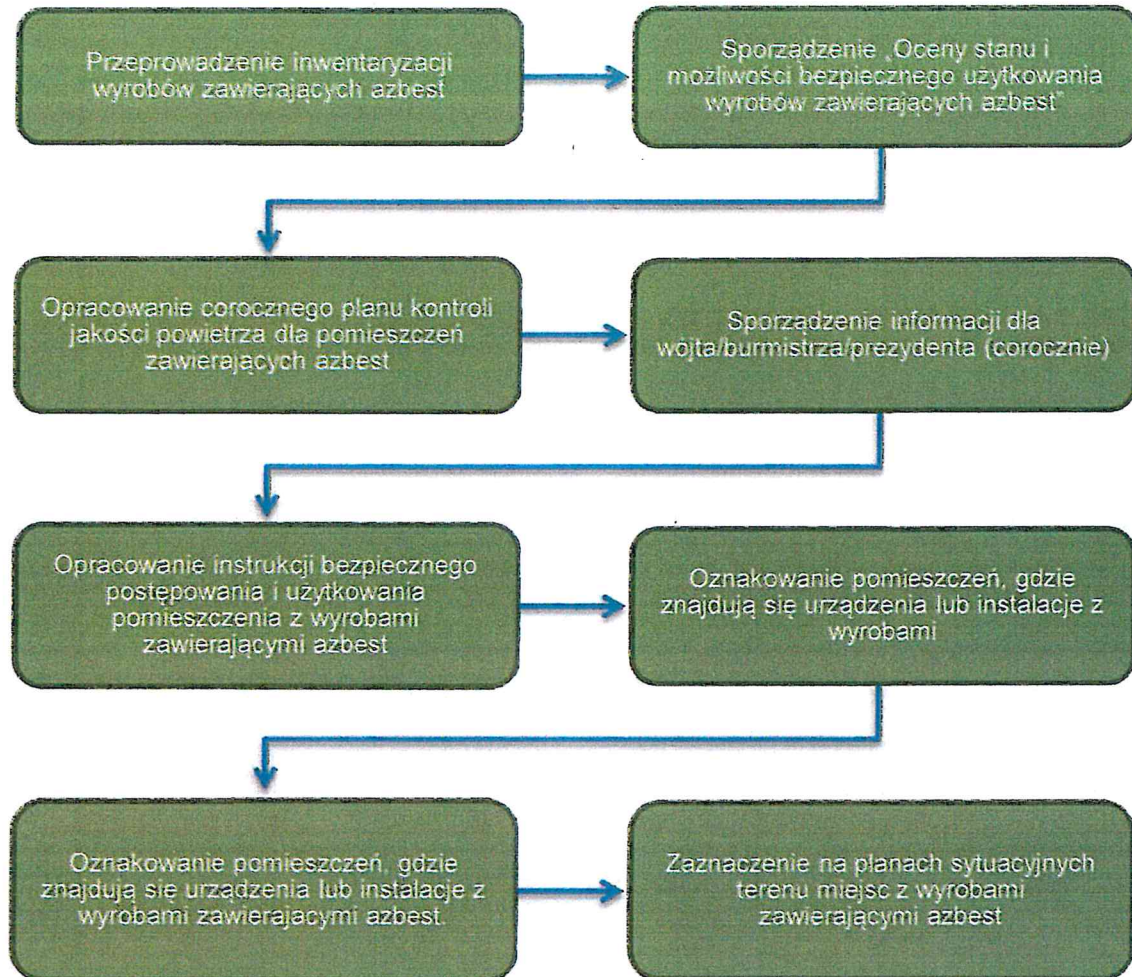 Przeprowadzenie inwentaryzacji
wyrobów zawierających azbest
Sporządzenie „Oceny stanu i
możliwości bezpiecznego użytkowania
wyrobów zawierających azbest”
Opracowanie corocznego planu kontroli
jakości powietrza dla pomieszczeń
zawierających azbest
Sporządzenie informacji dla
wójta/burmistrza/prezydenta (corocznie)
Opracowanie instrukcji bezpiecznego
postępowania i użytkowania
pomieszczenia z wyrobami
zawierającymi azbest
Oznakowanie pomieszczeń, gdzie
znajdują się urządzenia lub instalacje z
wyrobami
Oznakowanie pomieszczeń, gdzie
znajdują się urządzenia lub instalacje z
wyrobami zawierającymi azbest.
Zaznaczenie na planach sytuacyjnych
terenu miejsc z wyrobami
zawierającymi azbest